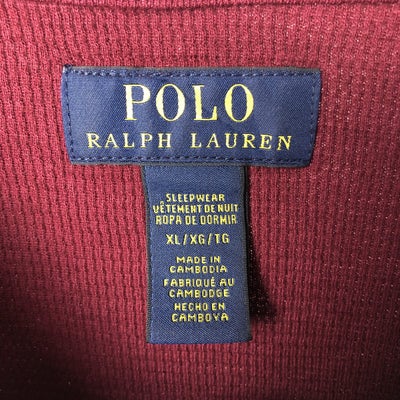 POLO
RALPH LAUREN
SLEEPWEAR
VÊTEMENT DE NUIT
ROPA DE DORMIR
XL/XG/TG
MADE IN
CAMBODIA
FABRIQUÉ AU
CAMBODGE
HECHO EN
CAMBOYA